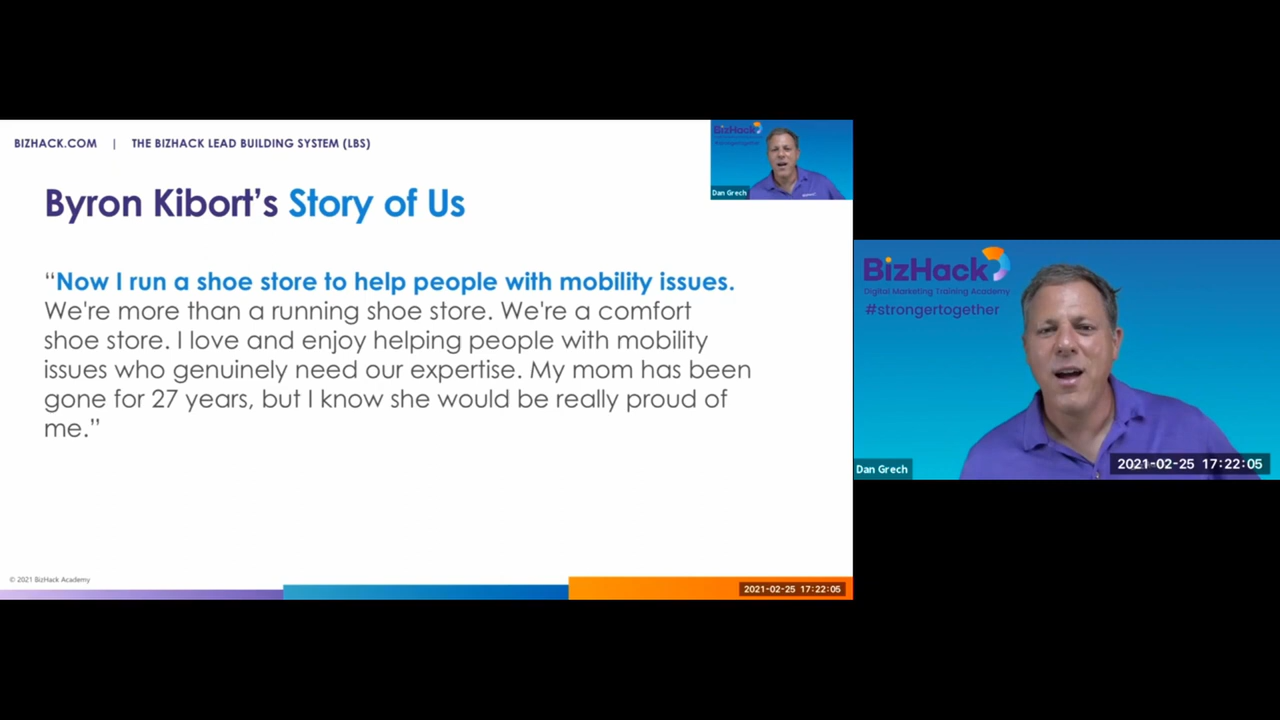 BIZHACK.COM | THE BIZHACK LEAD BUILDING SYSTEM (LBS)
Byron Kibort’s Story of Us
“Now I run a shoe store to help people with mobility issues.
We're more than a running shoe store. We're a comfort
shoe store. I love and enjoy helping people with mobility
issues who genuinely need our expertise. My mom has been
gone for 27 years, but I know she would be really proud of
me.”
© 2021 BizHack Academy
2021-02-25 17:22:05
BizHack
#strongertogether
Dan Grech
BizHack
Digital Marketing Training Academy
#strongertogether
Dan Grech
2021-02-25 17:22:05